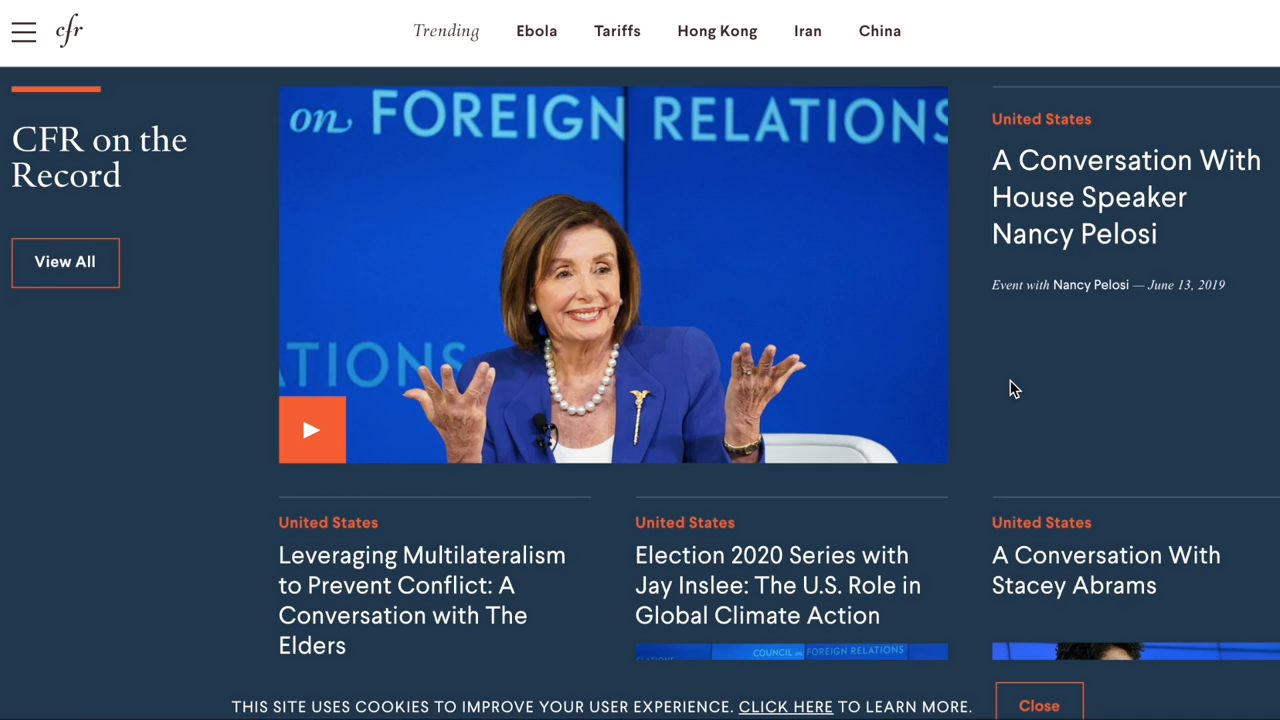 cfr
Trending
Ebola
Tariffs
Hong Kong
Iran
China
CFR on the
Record
View All
on FOREIGN RELATIONS
TIONS
United States
A Conversation With
House Speaker
Nancy Pelosi
Event with Nancy Pelosi — June 13, 2019
United States
Leveraging Multilateralism
to Prevent Conflict: A
Conversation with The
Elders
United States
Election 2020 Series with
Jay Inslee: The U.S. Role in
Global Climate Action
RELATIONS
COUNCIL on FOREIGN RELATIONS
United States
A Conversation With
Stacey Abrams
THIS SITE USES COOKIES TO IMPROVE YOUR USER EXPERIENCE. CLICK HERE TO LEARN MORE.
Close